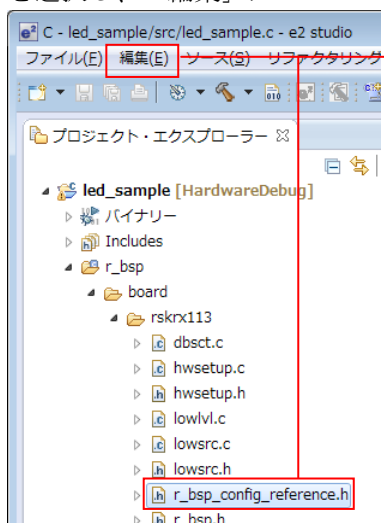 C - led_sample/src/led_sample.c - e2 studio
ファイル(F) 編集(E) ソース(S) リファクタリング
プロジェクト・エクスプローラー
led_sample [HardwareDebug]
バイナリー
Includes
r_bsp
board
rskrx113
dbsct.c
hwsetup.c
hwsetup.h
lowlvl.c
lowsrc.c
lowsrc.h
r_bsp_config_reference.h
r_bsp.h